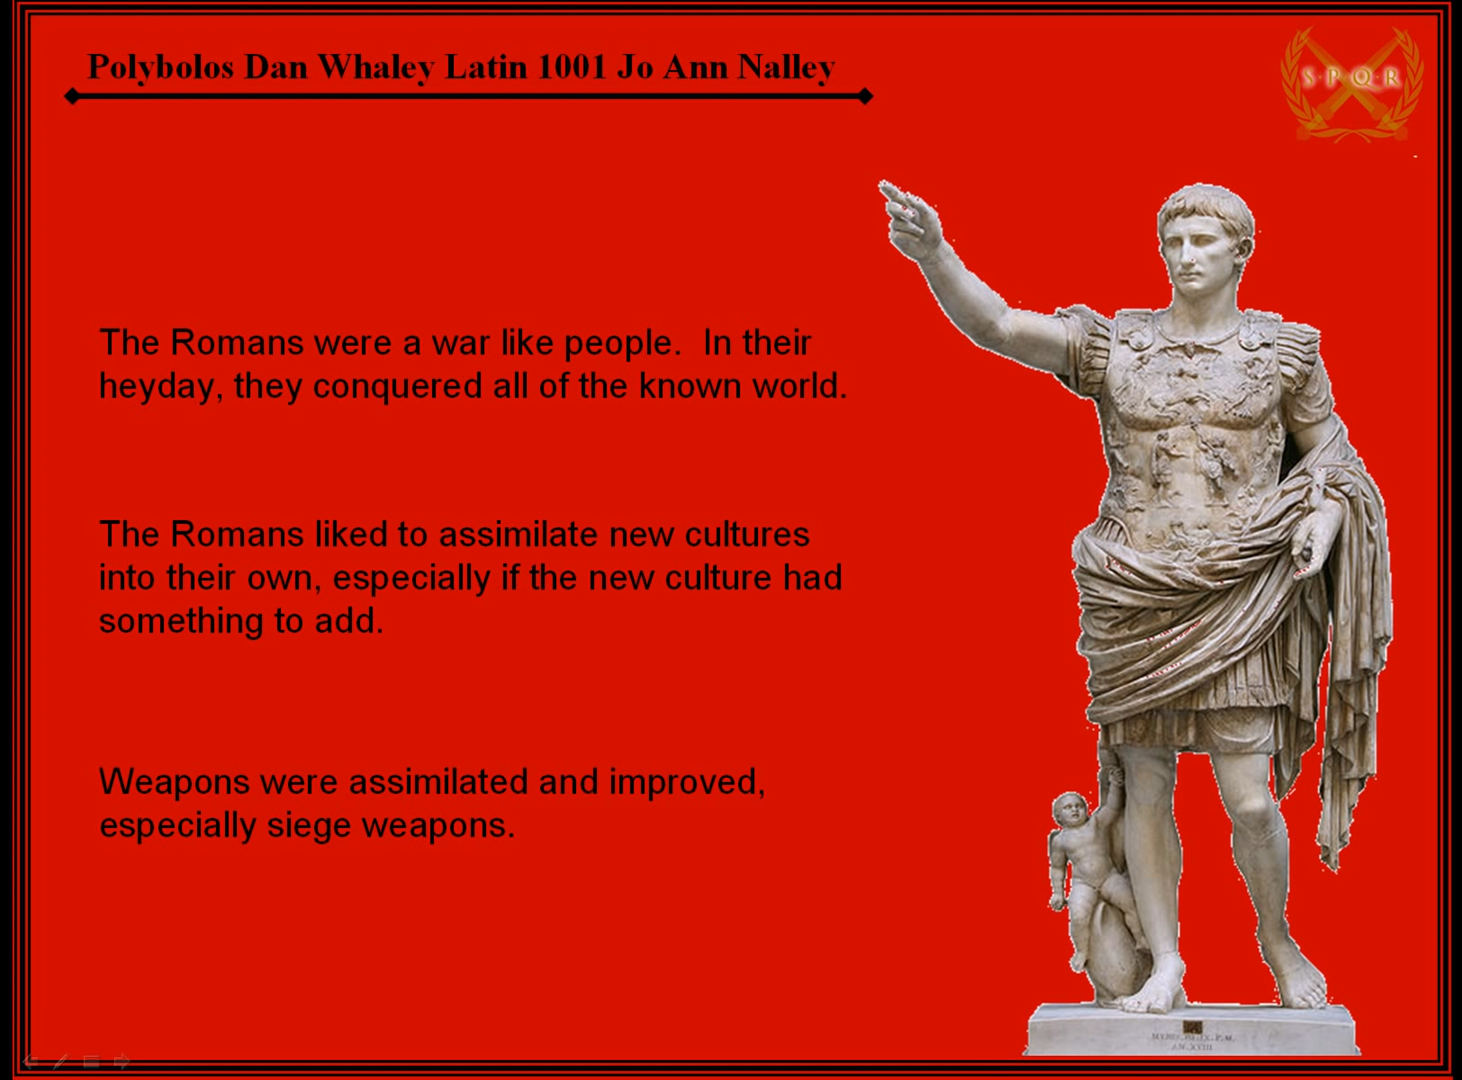 Polybolos Dan Whaley Latin 1001 Jo Ann Nalley
S·P·Q·R
The Romans were a war like people. In their
heyday, they conquered all of the known world.
The Romans liked to assimilate new cultures
into their own, especially if the new culture had
something to add.
Weapons were assimilated and improved,
especially siege weapons.